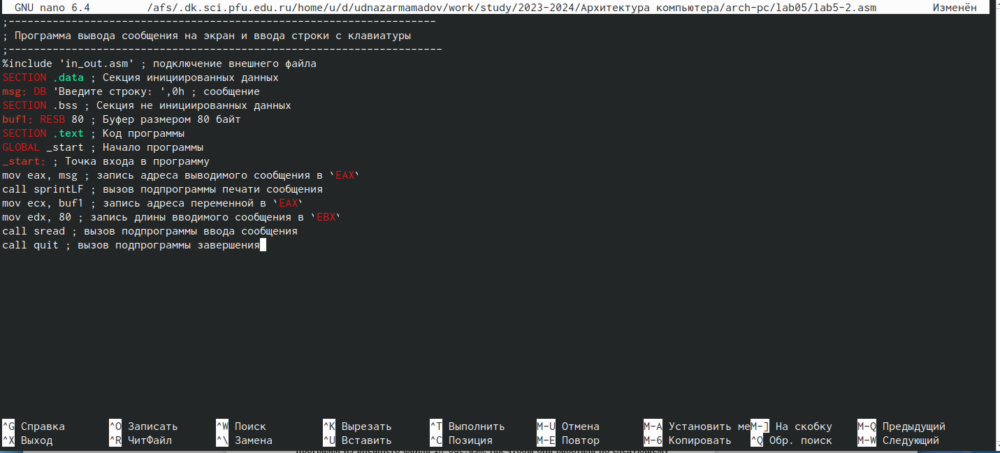 GNU nano 6.4 /afs/.dk.sci.pfu.edu.ru/home/u/d/udnazarmamadov/work/study/2023-2024/Архитектура компьютера/arch-pc/lab05/lab5-2.asm Изменён
;--------------------------------------------------------------------
; Программа вывода сообщения на экран и ввода строки с клавиатуры
;---------------------------------------------------------------------
%include 'in_out.asm' ; подключение внешнего файла
SECTION .data ; Секция инициированных данных
msg: DB 'Введите строку: ',0h ; сообщение
SECTION .bss ; Секция не инициированных данных
buf1: RESB 80 ; Буфер размером 80 байт
SECTION .text ; Код программы
GLOBAL _start ; Начало программы
_start: ; Точка входа в программу
mov eax, msg ; запись адреса выводимого сообщения в `EAX`
call sprintLF ; вызов подпрограммы печати сообщения
mov ecx, buf1 ; запись адреса переменной в `EAX`
mov edx, 80 ; запись длины вводимого сообщения в `EBX`
call sread ; вызов подпрограммы ввода сообщения
call quit ; вызов подпрограммы завершения
^G Справка ^O Записать ^W Поиск ^K Вырезать ^T Выполнить M-U Отмена M-A Установить ме M-] На скобку M-Q Предыдущий
^X Выход ^R ЧитФайл ^\ Замена ^U Вставить ^C Позиция M-E Повтор M-6 Копировать ^Q Обр. поиск M-W Следующий